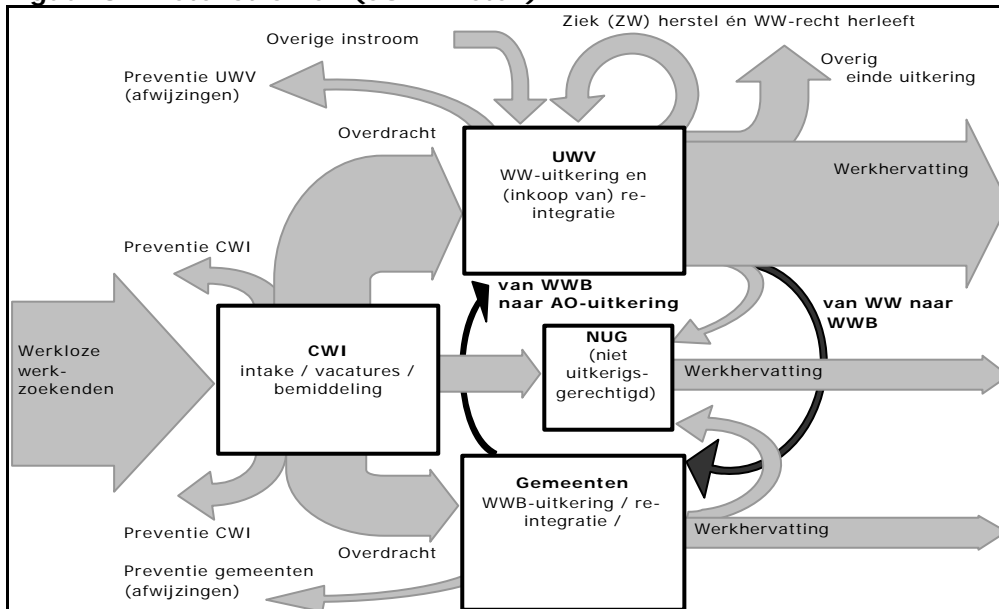 Ziek (ZW) herstel én WW-recht herleeft
Overige instroom
Overig
einde uitkering
Preventie UWV
(afwijzingen)
Overdracht
UWV
WW-uitkering en
(inkoop van) re-
integratie
Werkhervatting
Preventie CWI
van WWB
naar AO-uitkering
van WW naar
WWB
Werkloze
werk-
zoekenden
CWI
intake / vacatures /
bemiddeling
NUG
(niet
uitkerigs-
gerechtigd)
Werkhervatting
Gemeenten
WWB-uitkering / re-
integratie /
Werkhervatting
Preventie CWI
Overdracht
Preventie gemeenten
(afwijzingen)